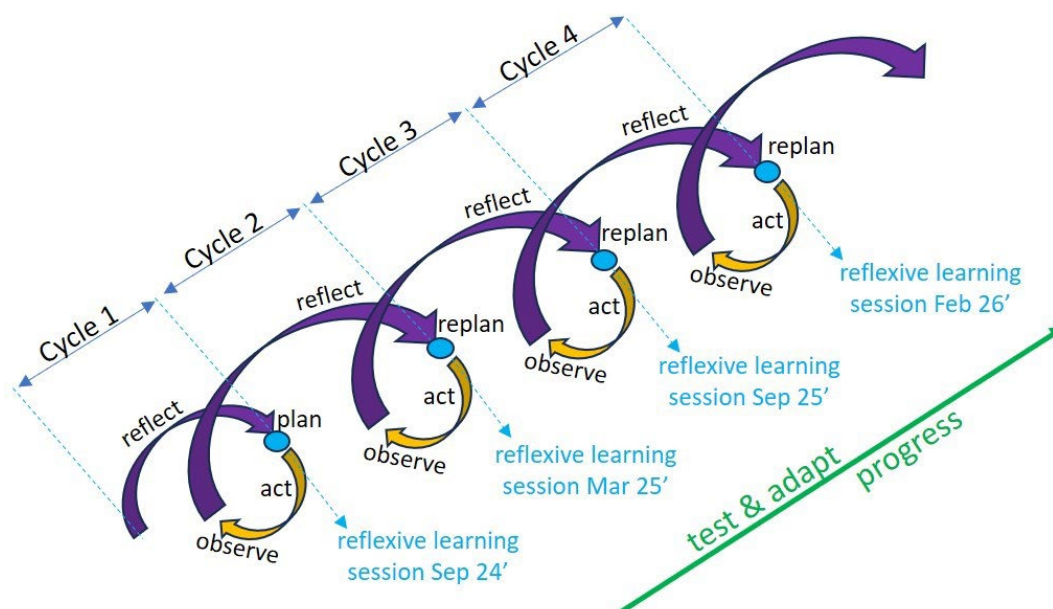 Cycle 1
Cycle 2
Cycle 3
Cycle 4
reflect
plan
act
observe
reflexive learning
session Sep 24’
reflect
replan
act
observe
reflexive learning
session Mar 25’
reflect
replan
act
observe
reflexive learning
session Sep 25’
reflect
replan
act
observe
reflexive learning
session Feb 26’
test & adapt
progress